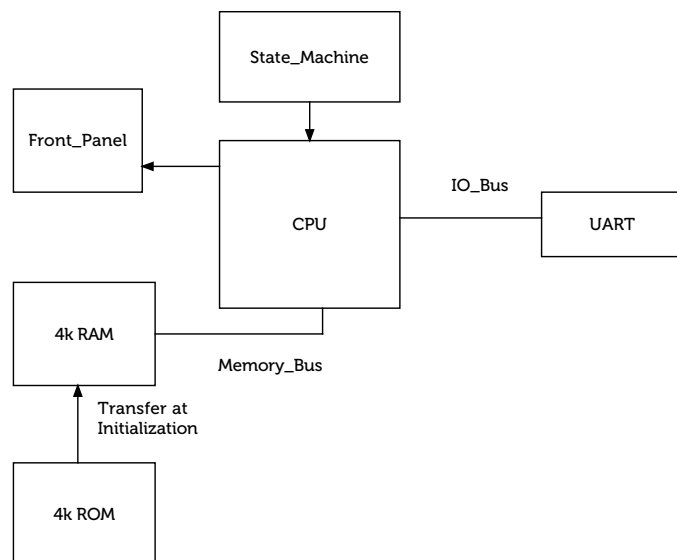 State_Machine
Front_Panel
IO_Bus
CPU
UART
4k RAM
Memory_Bus
Transfer at
Initialization
4k ROM